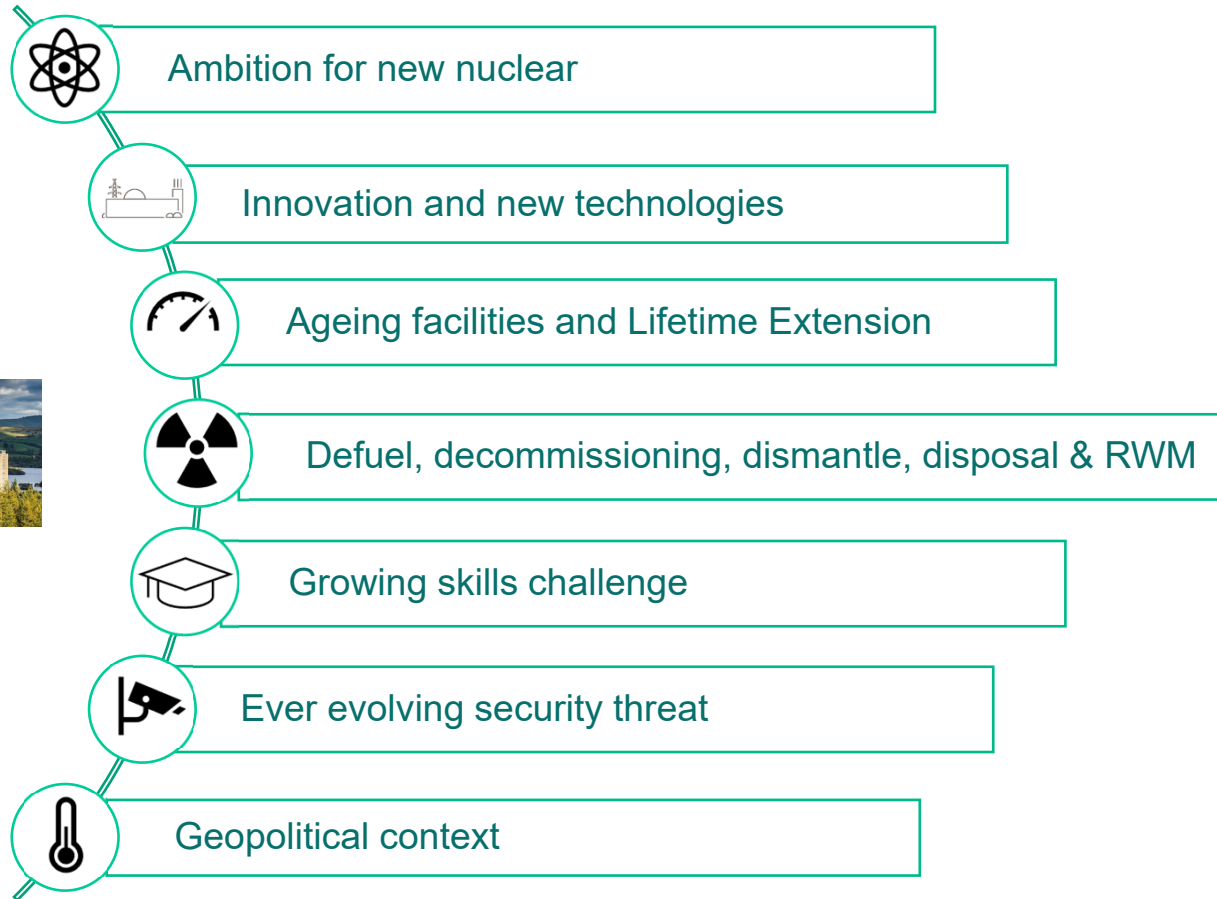 Ambition for new nuclear
Innovation and new technologies
Ageing facilities and Lifetime Extension
Defuel, decommissioning, dismantle, disposal & RWM
Growing skills challenge
Ever evolving security threat
Geopolitical context